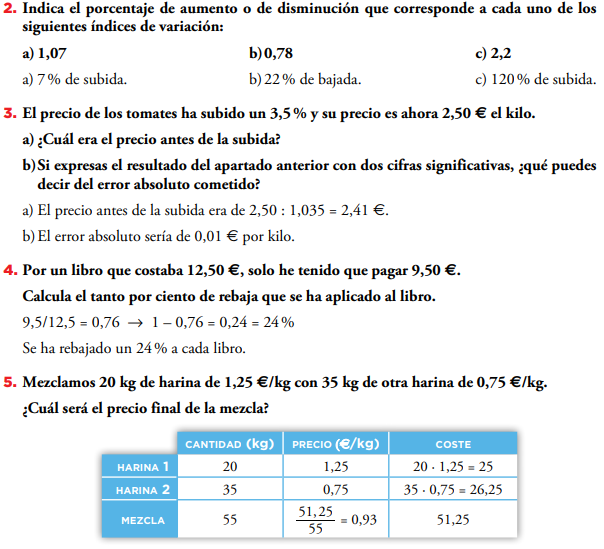 2. Indica el porcentaje de aumento o de disminución que corresponde a cada uno de los
siguientes índices de variación:
a) 1,07 b) 0,78 c) 2,2
a) 7 % de subida. b) 22 % de bajada. c) 120 % de subida.
3. El precio de los tomates ha subido un 3,5 % y su precio es ahora 2,50 € el kilo.
a) ¿Cuál era el precio antes de la subida?
b) Si expresas el resultado del apartado anterior con dos cifras significativas, ¿qué puedes
decir del error absoluto cometido?
a) El precio antes de la subida era de 2,50 : 1,035 = 2,41 €.
b) El error absoluto sería de 0,01 € por kilo.
4. Por un libro que costaba 12,50 €, solo he tenido que pagar 9,50 €.
Calcula el tanto por ciento de rebaja que se ha aplicado al libro.
9,5/12,5 = 0,76 → 1 – 0,76 = 0,24 = 24 %
Se ha rebajado un 24 % a cada libro.
5. Mezclamos 20 kg de harina de 1,25 €/kg con 35 kg de otra harina de 0,75 €/kg.
¿Cuál será el precio final de la mezcla?
CANTIDAD (kg) PRECIO (€/kg) COSTE
HARINA 1 20 1,25 20 · 1,25 = 25
HARINA 2 35 0,75 35 · 0,75 = 26,25
MEZCLA 55 51,25/55 = 0,93 51,25